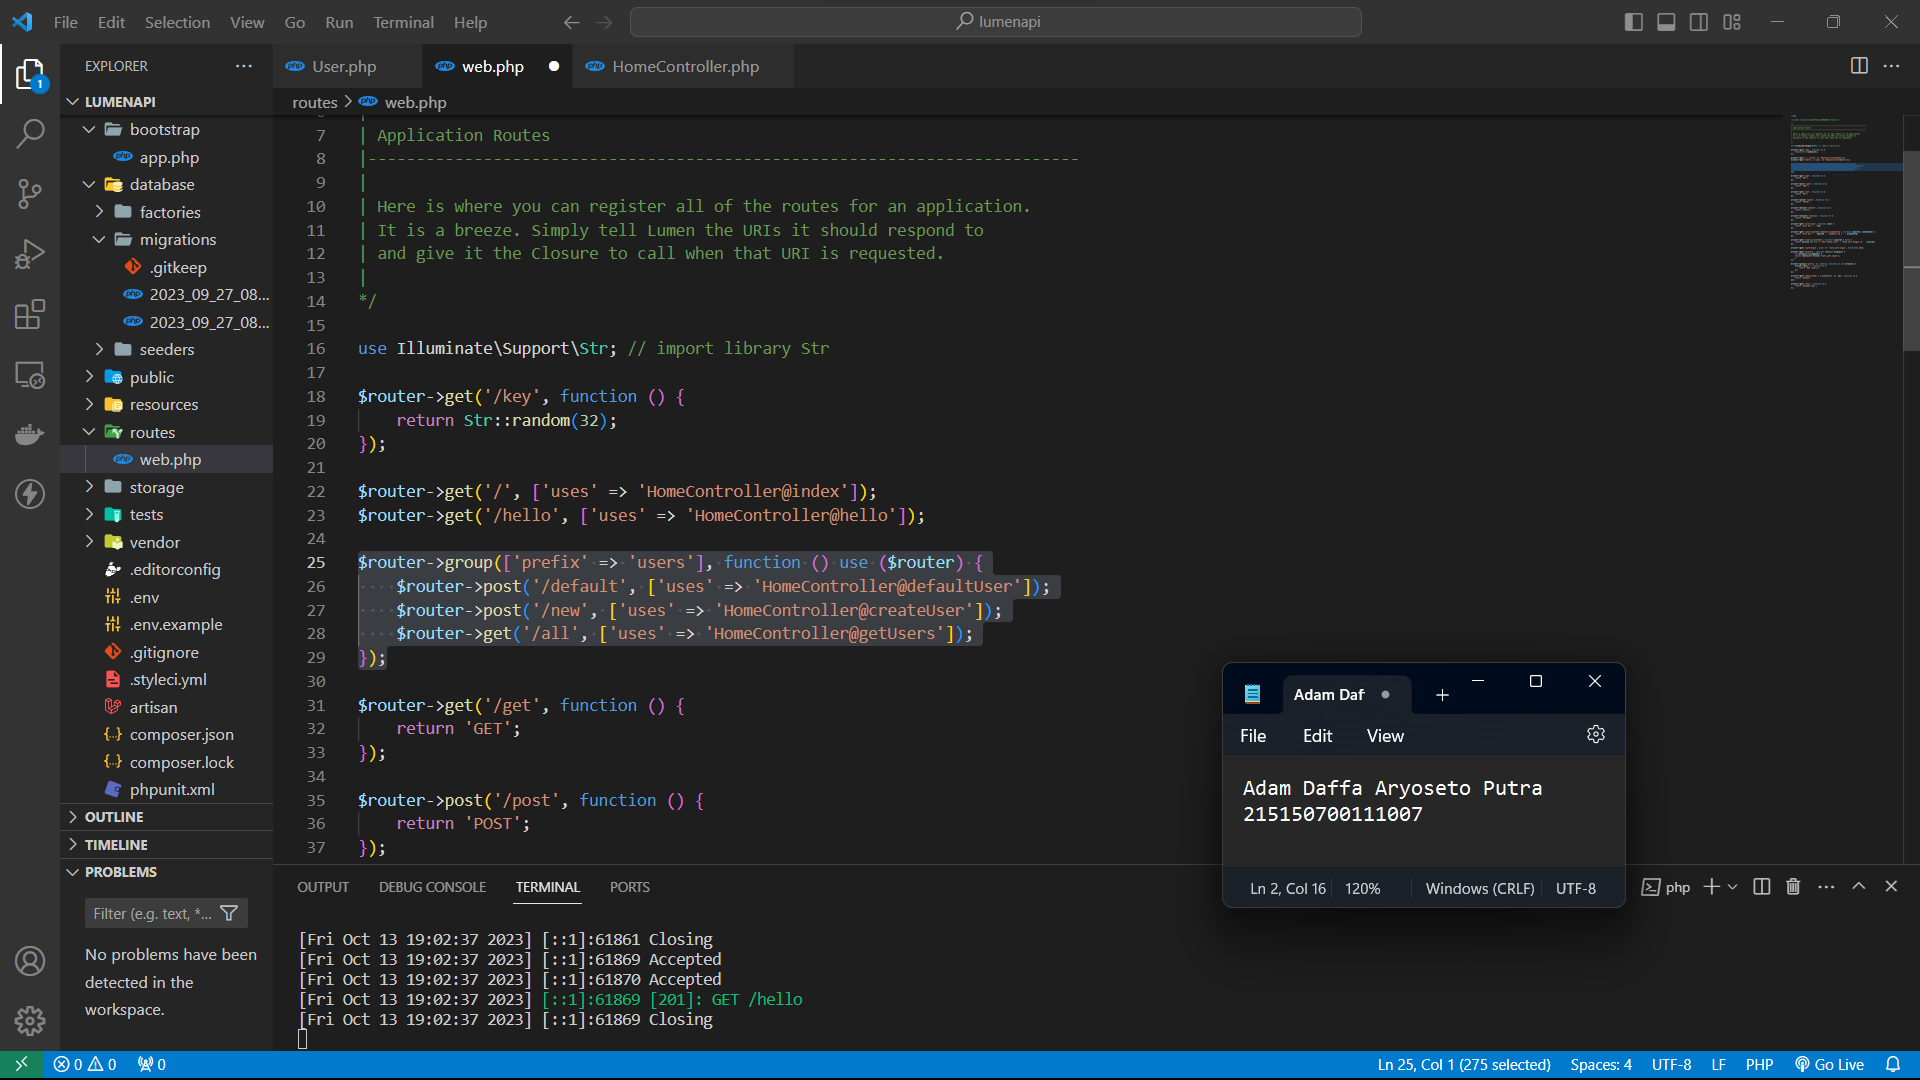 File Edit Selection View Go Run Terminal Help
lumenapi
EXPLORER
User.php
web.php
HomeController.php
LUMENAPI
routes > web.php
bootstrap
app.php
database
factories
migrations
.gitkeep
2023_09_27_08...
2023_09_27_08...
seeders
public
resources
routes
web.php
storage
tests
vendor
.editorconfig
.env
.env.example
.gitignore
.styleci.yml
artisan
composer.json
composer.lock
phpunit.xml
OUTLINE
TIMELINE
PROBLEMS
Filter (e.g. text, *...
No problems have been
detected in the
workspace.
7 | Application Routes
8 |--------------------------------------------------------------------------
9 |
10 | Here is where you can register all of the routes for an application.
11 | It is a breeze. Simply tell Lumen the URIs it should respond to
12 | and give it the Closure to call when that URI is requested.
13 |
14 */
15
16 use Illuminate\Support\Str; // import library Str
17
18 $router->get('/key', function () {
19 return Str::random(32);
20 });
21
22 $router->get('/', ['uses' => 'HomeController@index']);
23 $router->get('/hello', ['uses' => 'HomeController@hello']);
24
25 $router->group(['prefix' => 'users'], function () use ($router) {
26 $router->post('/default', ['uses' => 'HomeController@defaultUser']);
27 $router->post('/new', ['uses' => 'HomeController@createUser']);
28 $router->get('/all', ['uses' => 'HomeController@getUsers']);
29 });
30
31 $router->get('/get', function () {
32 return 'GET';
33 });
34
35 $router->post('/post', function () {
36 return 'POST';
37 });
Adam Daf
File Edit View
Adam Daffa Aryoseto Putra
215150700111007
Ln 2, Col 16 120% Windows (CRLF) UTF-8
OUTPUT DEBUG CONSOLE TERMINAL PORTS
php
[Fri Oct 13 19:02:37 2023] [::1]:61861 Closing
[Fri Oct 13 19:02:37 2023] [::1]:61869 Accepted
[Fri Oct 13 19:02:37 2023] [::1]:61870 Accepted
[Fri Oct 13 19:02:37 2023] [::1]:61869 [201]: GET /hello
[Fri Oct 13 19:02:37 2023] [::1]:61869 Closing
0 0 0 Ln 25, Col 1 (275 selected) Spaces: 4 UTF-8 LF PHP Go Live